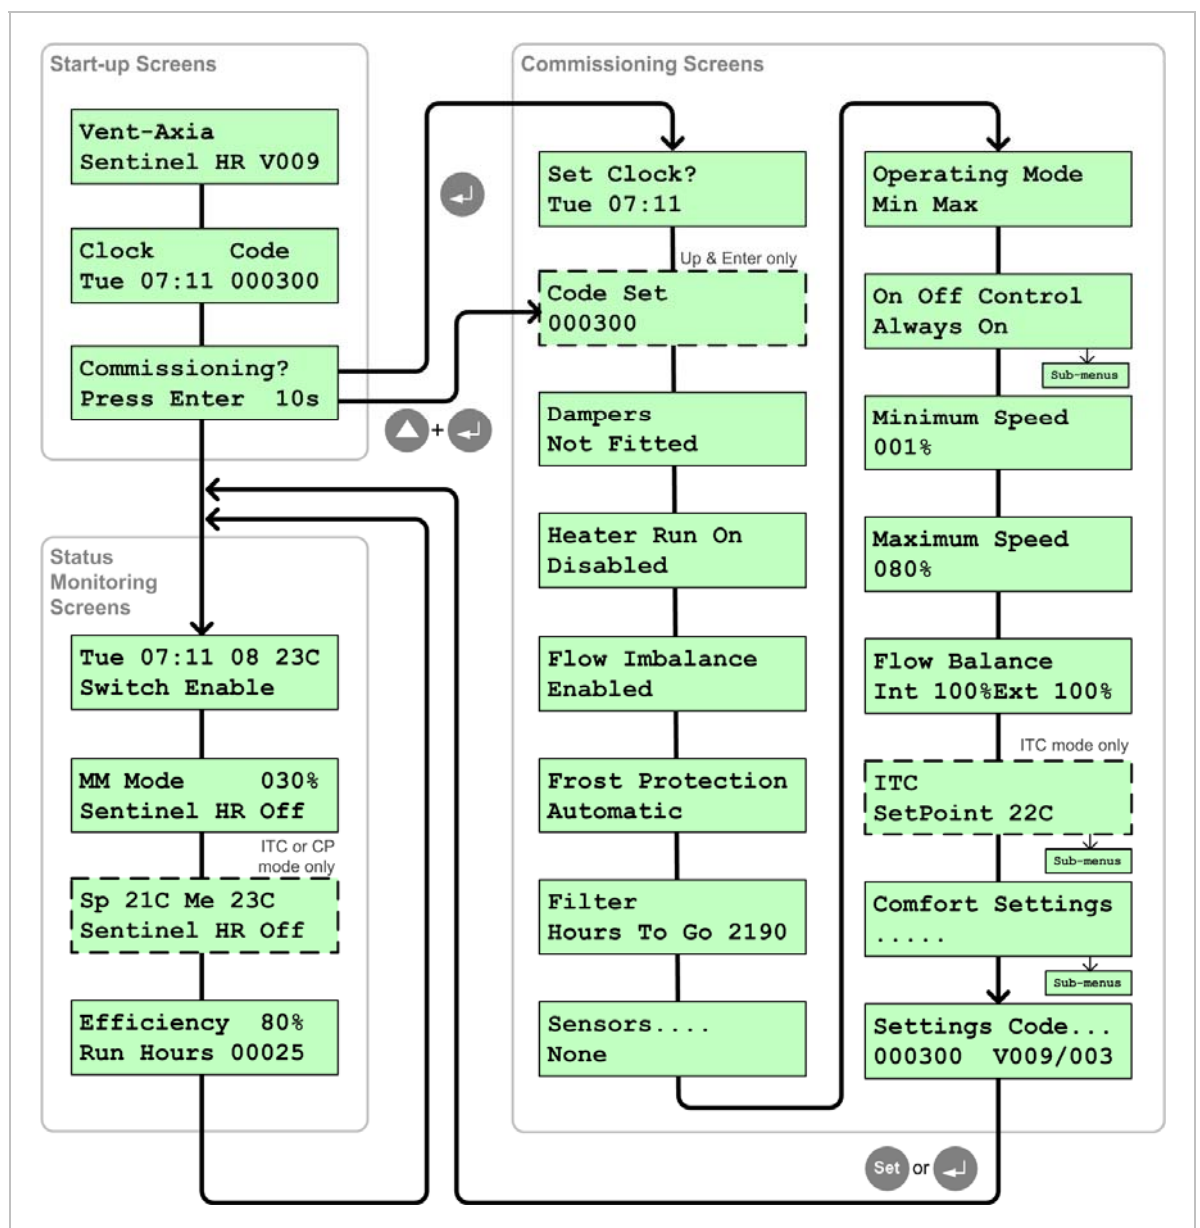 Start-up Screens
Vent-Axia
Sentinel HR V009
Clock Code
Tue 07:11 000300
Commissioning?
Press Enter 10s
+
Status
Monitoring
Screens
Tue 07:11 08 23C
Switch Enable
MM Mode 030%
Sentinel HR Off
ITC or CP
mode only
Sp 21C Me 23C
Sentinel HR Off
Efficiency 80%
Run Hours 00025
Commissioning Screens
Set Clock?
Tue 07:11
Up & Enter only
Code Set
000300
Dampers
Not Fitted
Heater Run On
Disabled
Flow Imbalance
Enabled
Frost Protection
Automatic
Filter
Hours To Go 2190
Sensors....
None
Operating Mode
Min Max
On Off Control
Always On
Sub-menus
Minimum Speed
001%
Maximum Speed
080%
Flow Balance
Int 100%Ext 100%
ITC mode only
ITC
SetPoint 22C
Sub-menus
Comfort Settings
.....
Sub-menus
Settings Code...
000300 V009/003
Set or